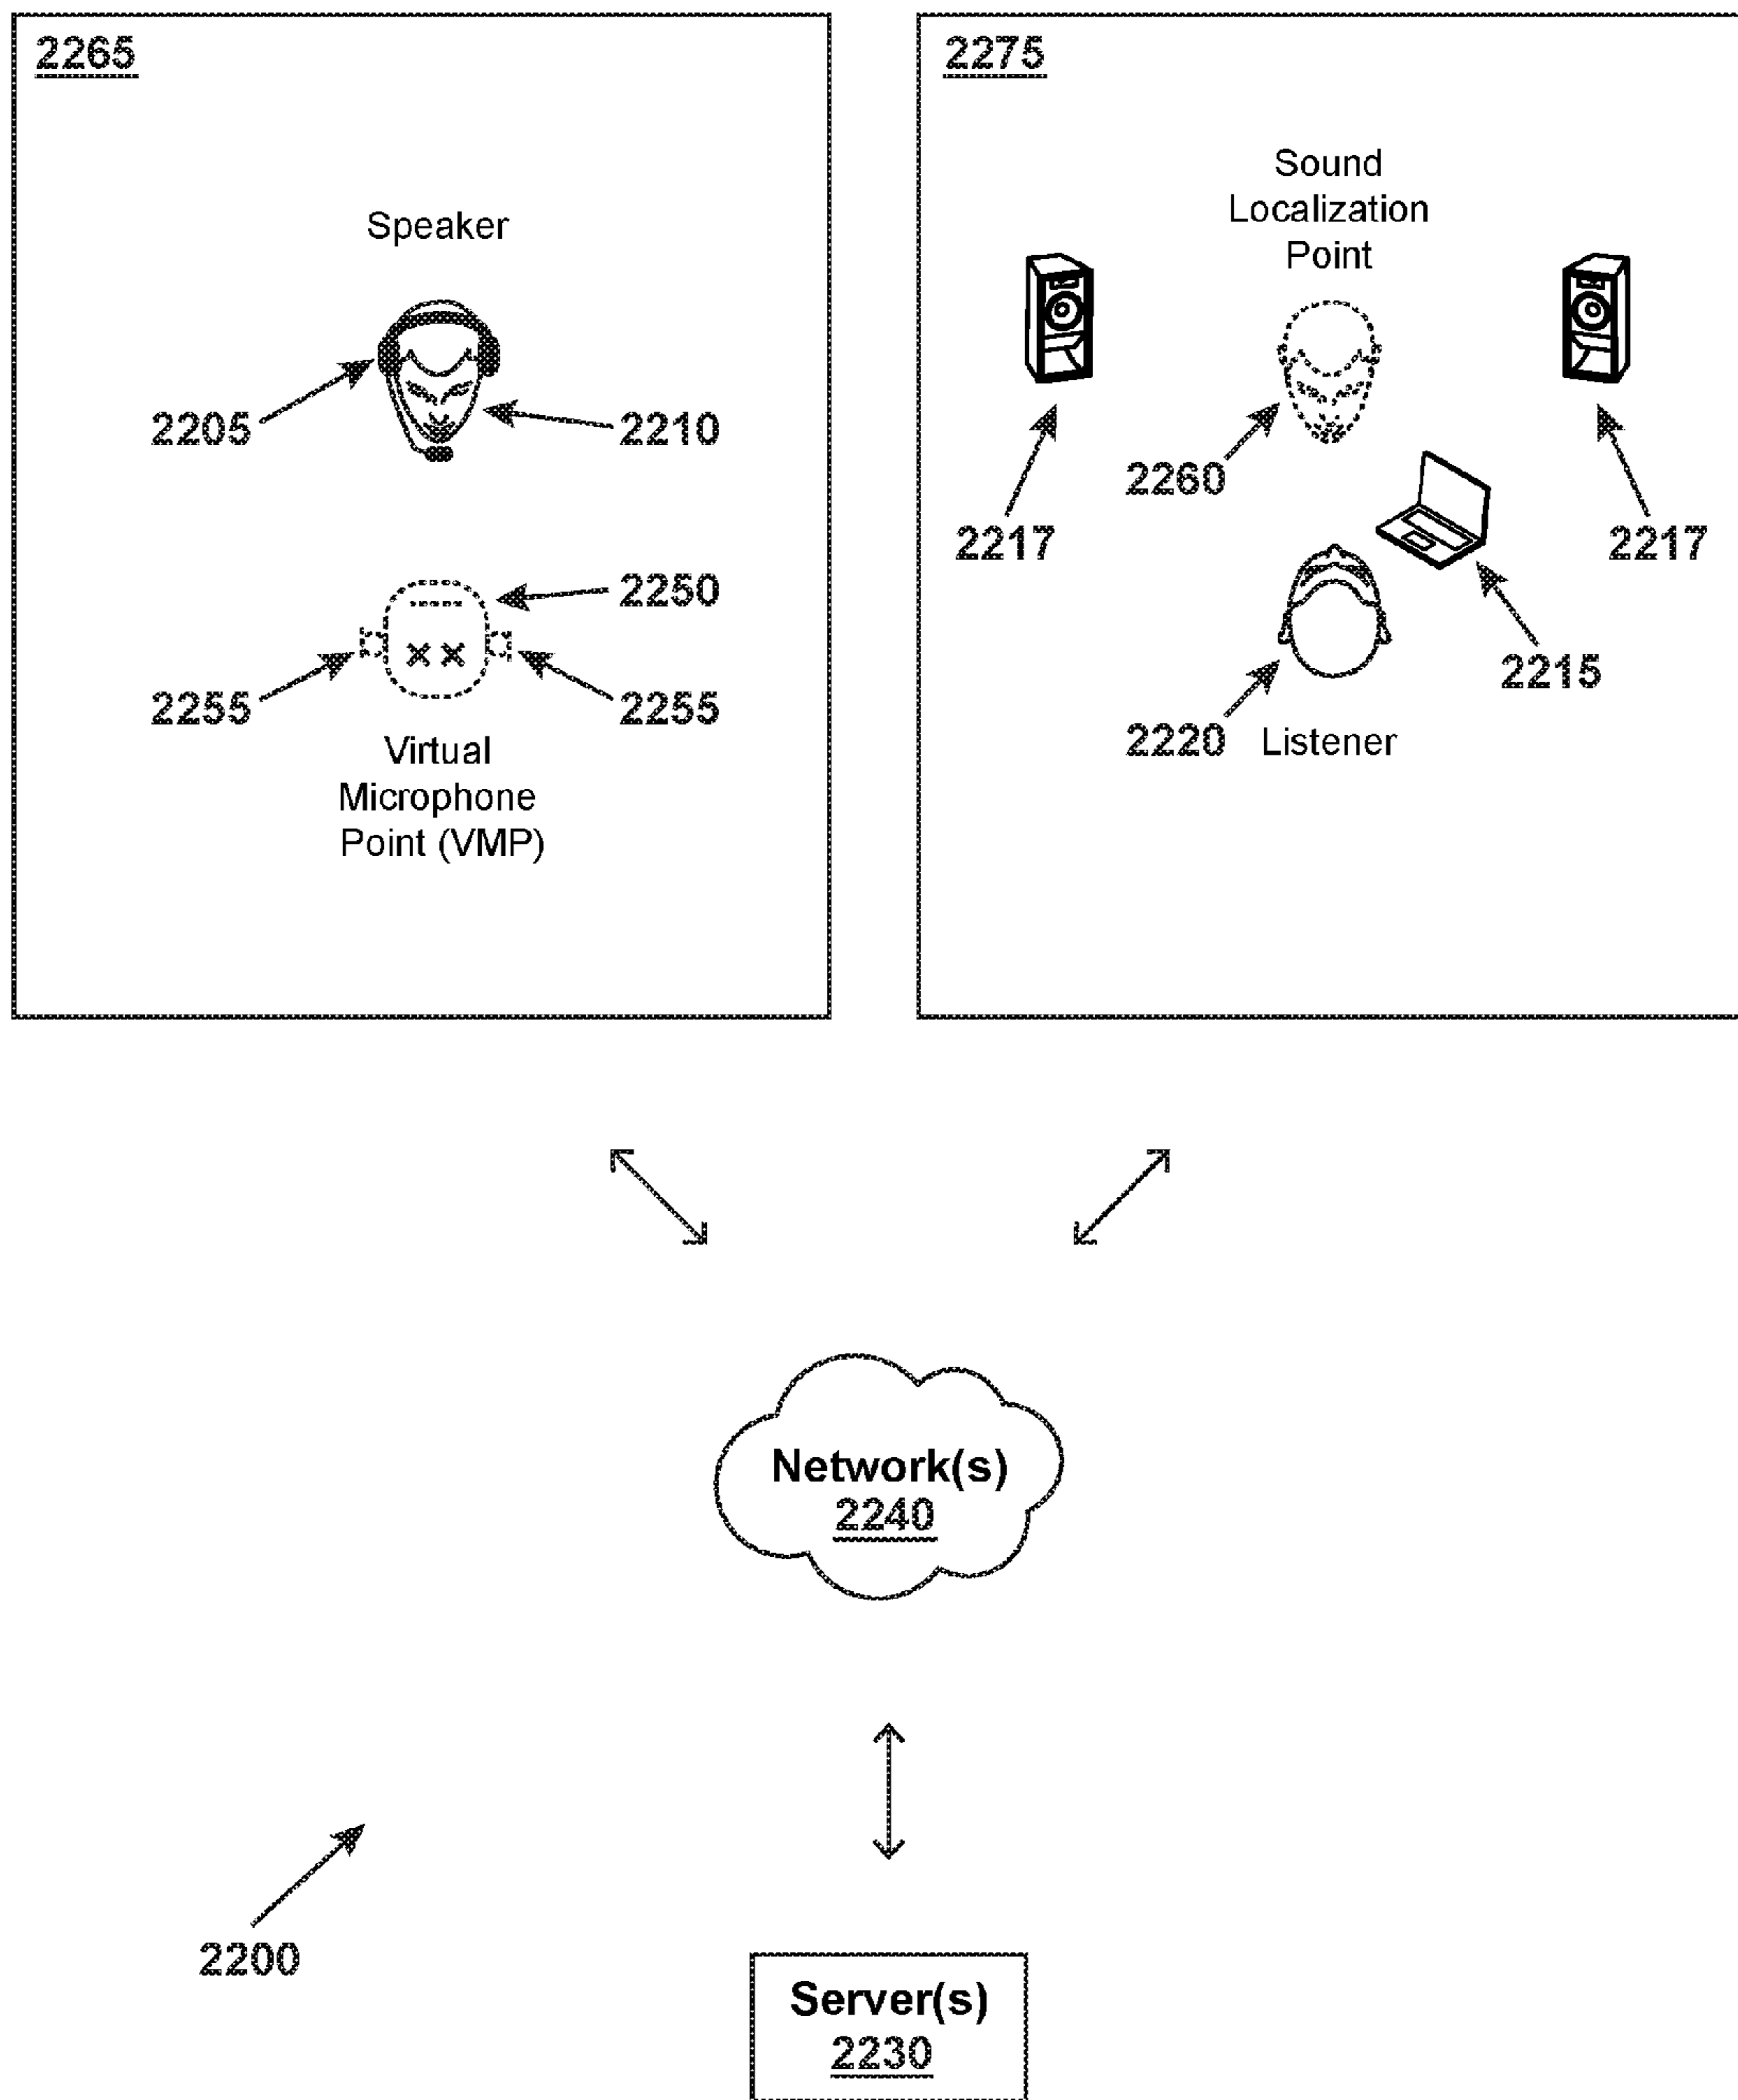 2265
Speaker
2205
2210
2250
2255
2255
Virtual
Microphone
Point (VMP)
2275
Sound
Localization
Point
2217
2260
2217
2215
2220 Listener
Network(s)
2240
2200
Server(s)
2230